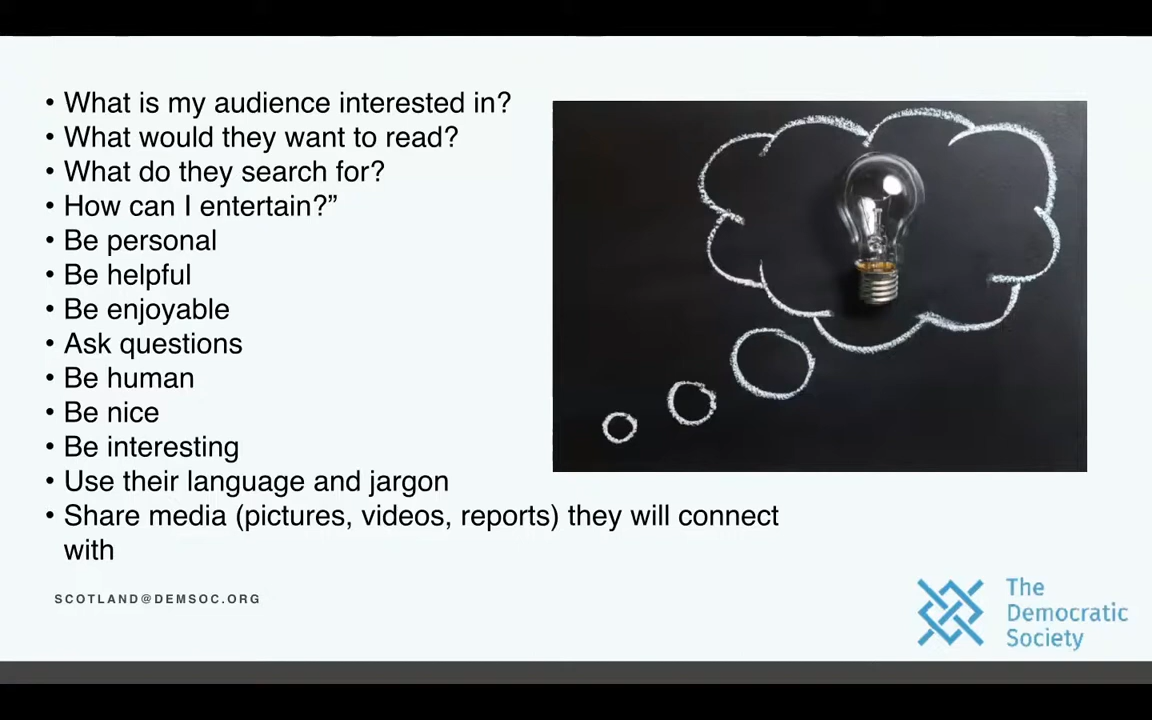 • What is my audience interested in?
• What would they want to read?
• What do they search for?
• How can I entertain?”
• Be personal
• Be helpful
• Be enjoyable
• Ask questions
• Be human
• Be nice
• Be interesting
• Use their language and jargon
• Share media (pictures, videos, reports) they will connect
with
SCOTLAND@DEMSOC.ORG
The
Democratic
Society